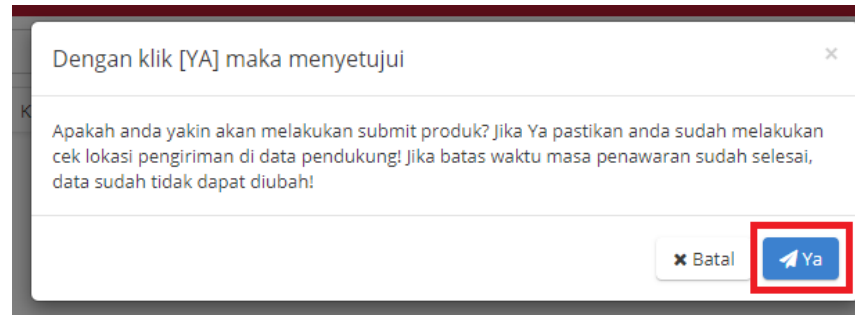 Dengan klik [YA] maka menyetujui
×
K
Apakah anda yakin akan melakukan submit produk? Jika Ya pastikan anda sudah melakukan
cek lokasi pengiriman di data pendukung! Jika batas waktu masa penawaran sudah selesai,
data sudah tidak dapat diubah!
✖ Batal
Ya